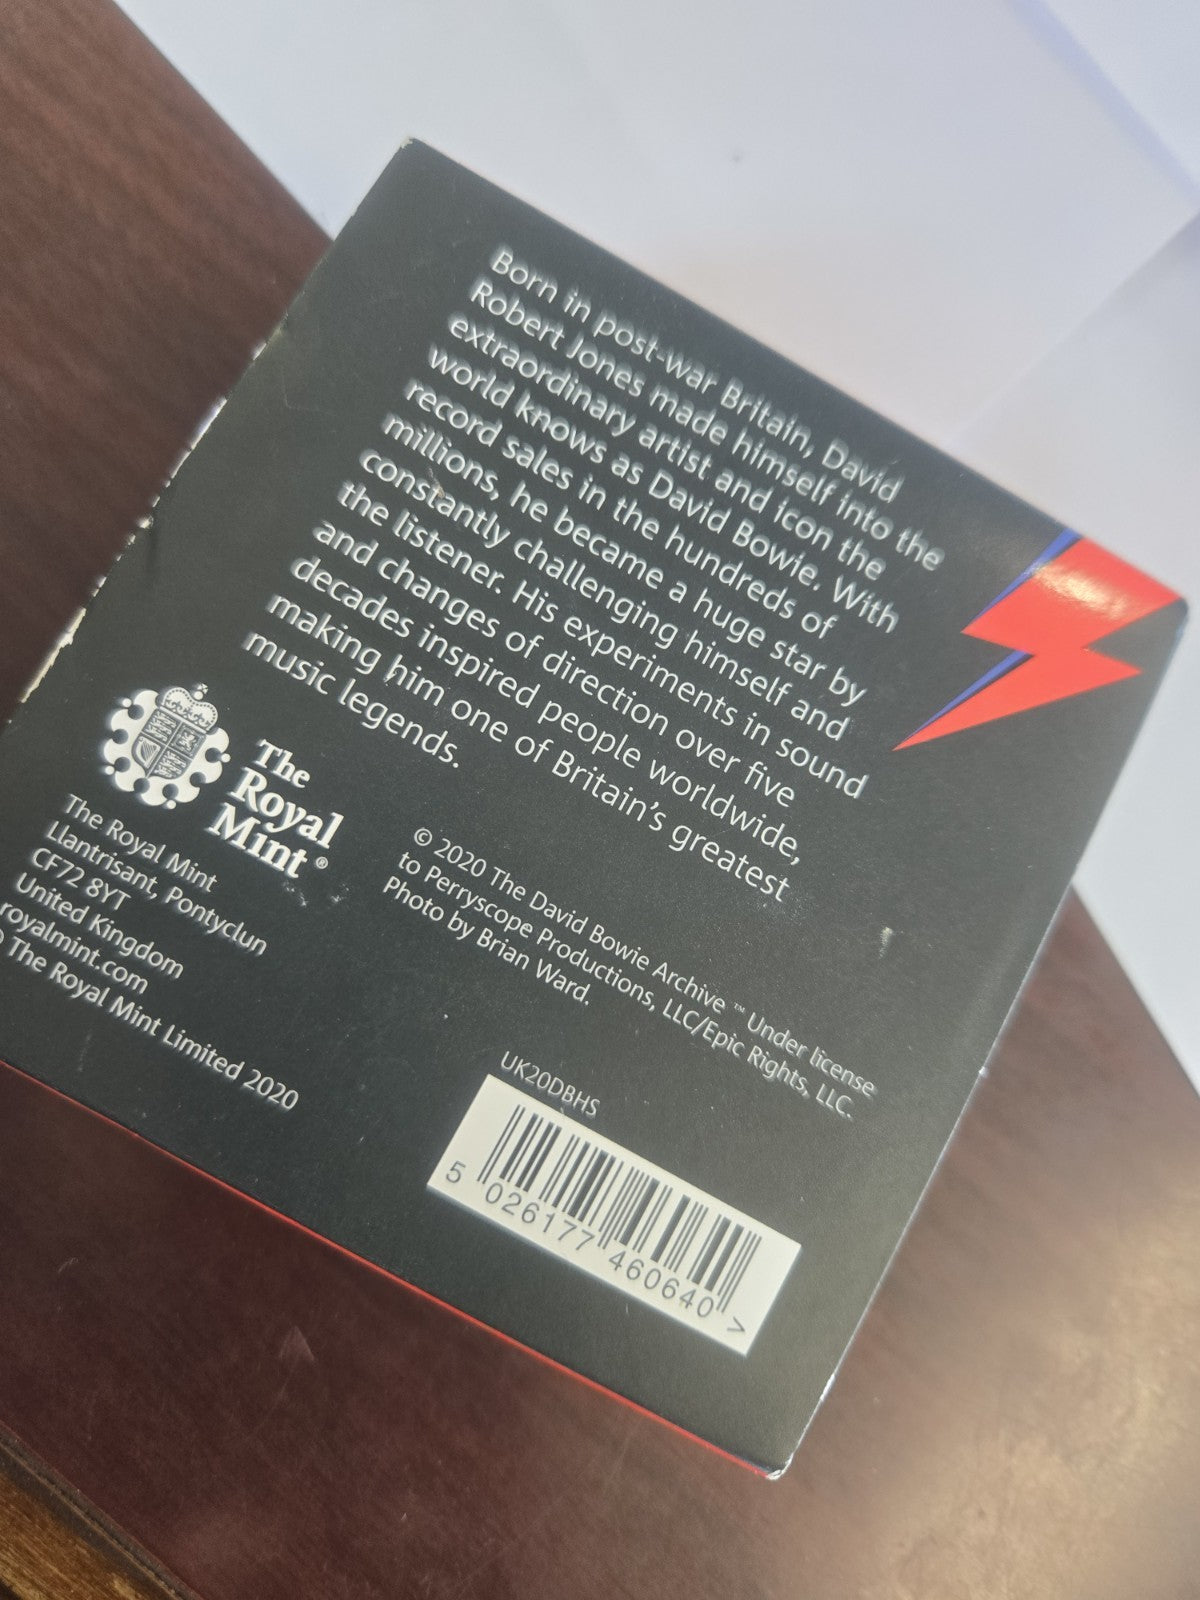 Born in post-war Britain, David
Robert Jones made himself into the
extraordinary artist and icon the
world knows as David Bowie. With
record sales in the hundreds of
millions, he became a huge star by
constantly challenging himself and
the listener. His experiments in sound
and changes of direction over five
decades inspired people worldwide,
making him one of Britain's greatest
music legends.
The
Royal
Mint ®
The Royal Mint
Llantrisant, Pontyclun
CF72 8YT
United Kingdom
royalmint.com
© The Royal Mint Limited 2020
© 2020 The David Bowie Archive ™ Under license
to Perryscope Productions, LLC/Epic Rights, LLC.
Photo by Brian Ward.
UK20DBHS
5 026177 460640 >